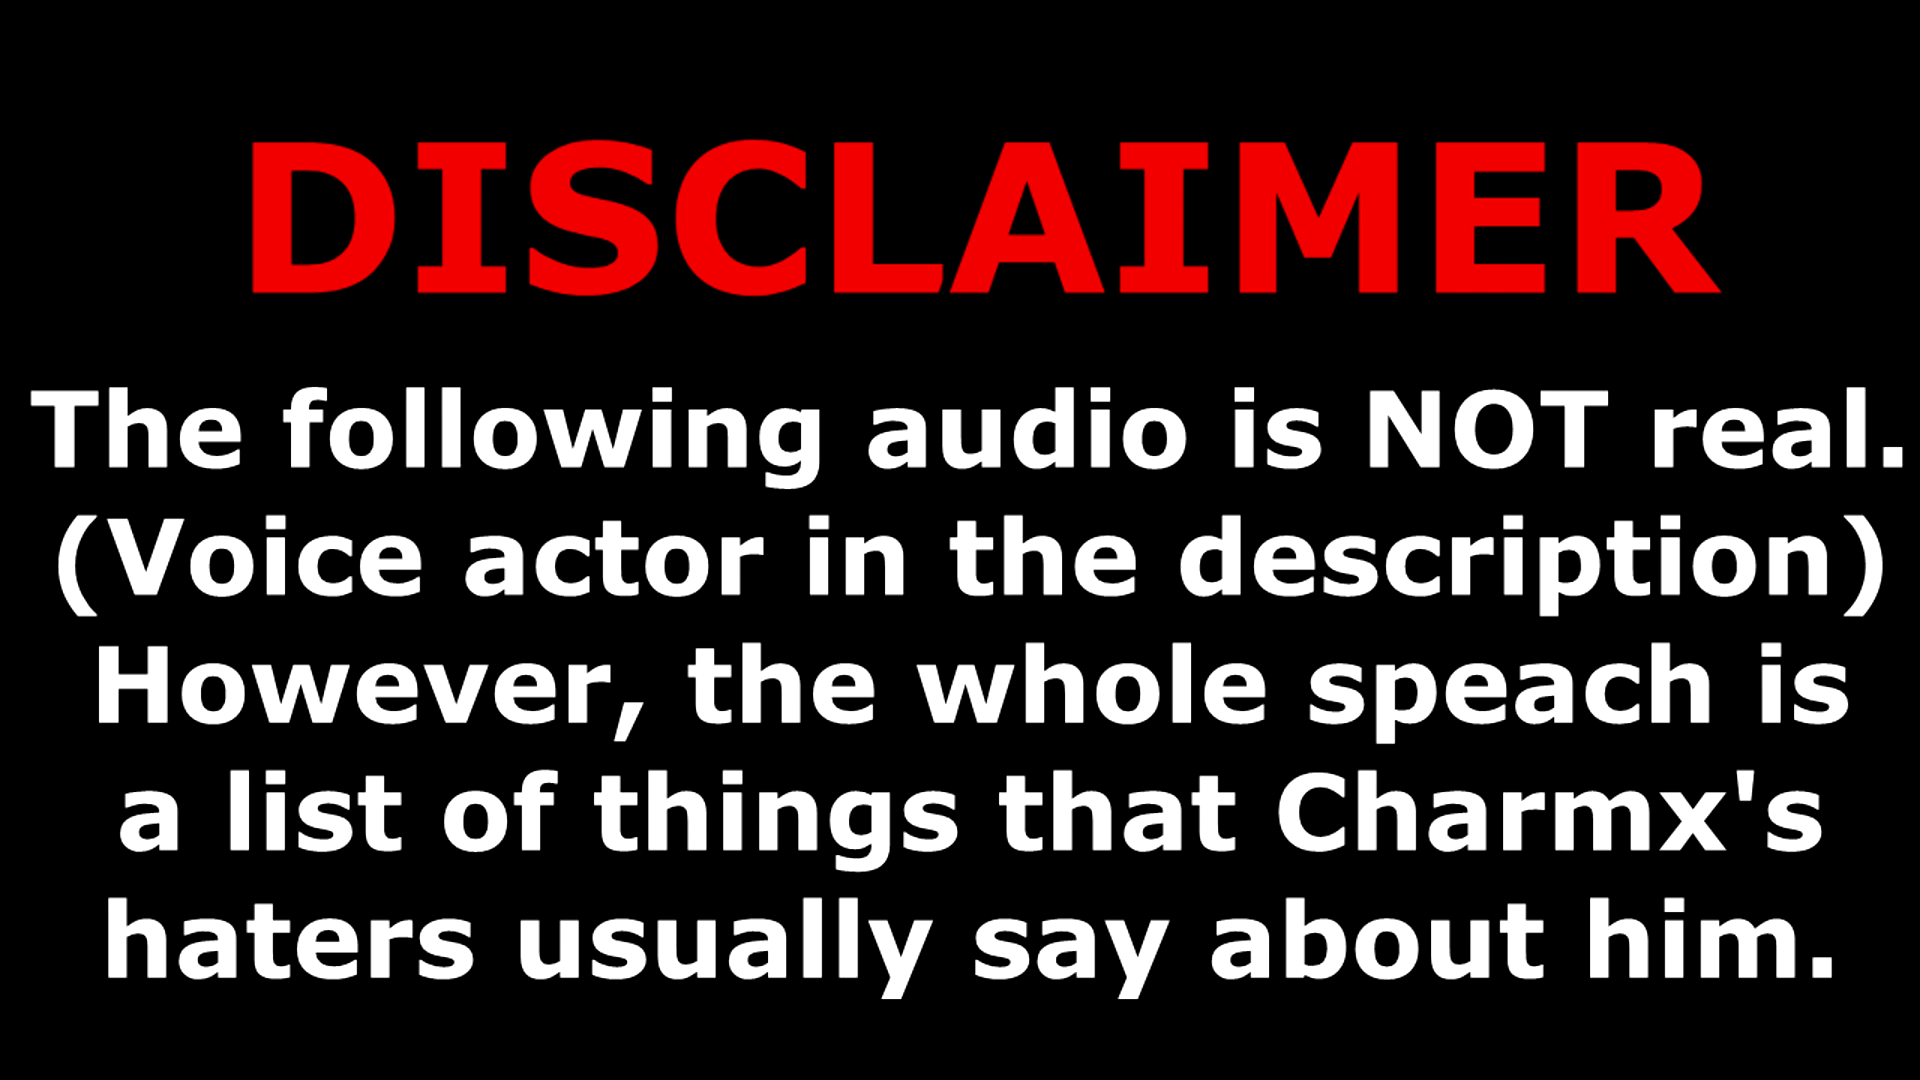 DISCLAIMER
The following audio is NOT real.
(Voice actor in the description)
However, the whole speach is
a list of things that Charmx's
haters usually say about him.